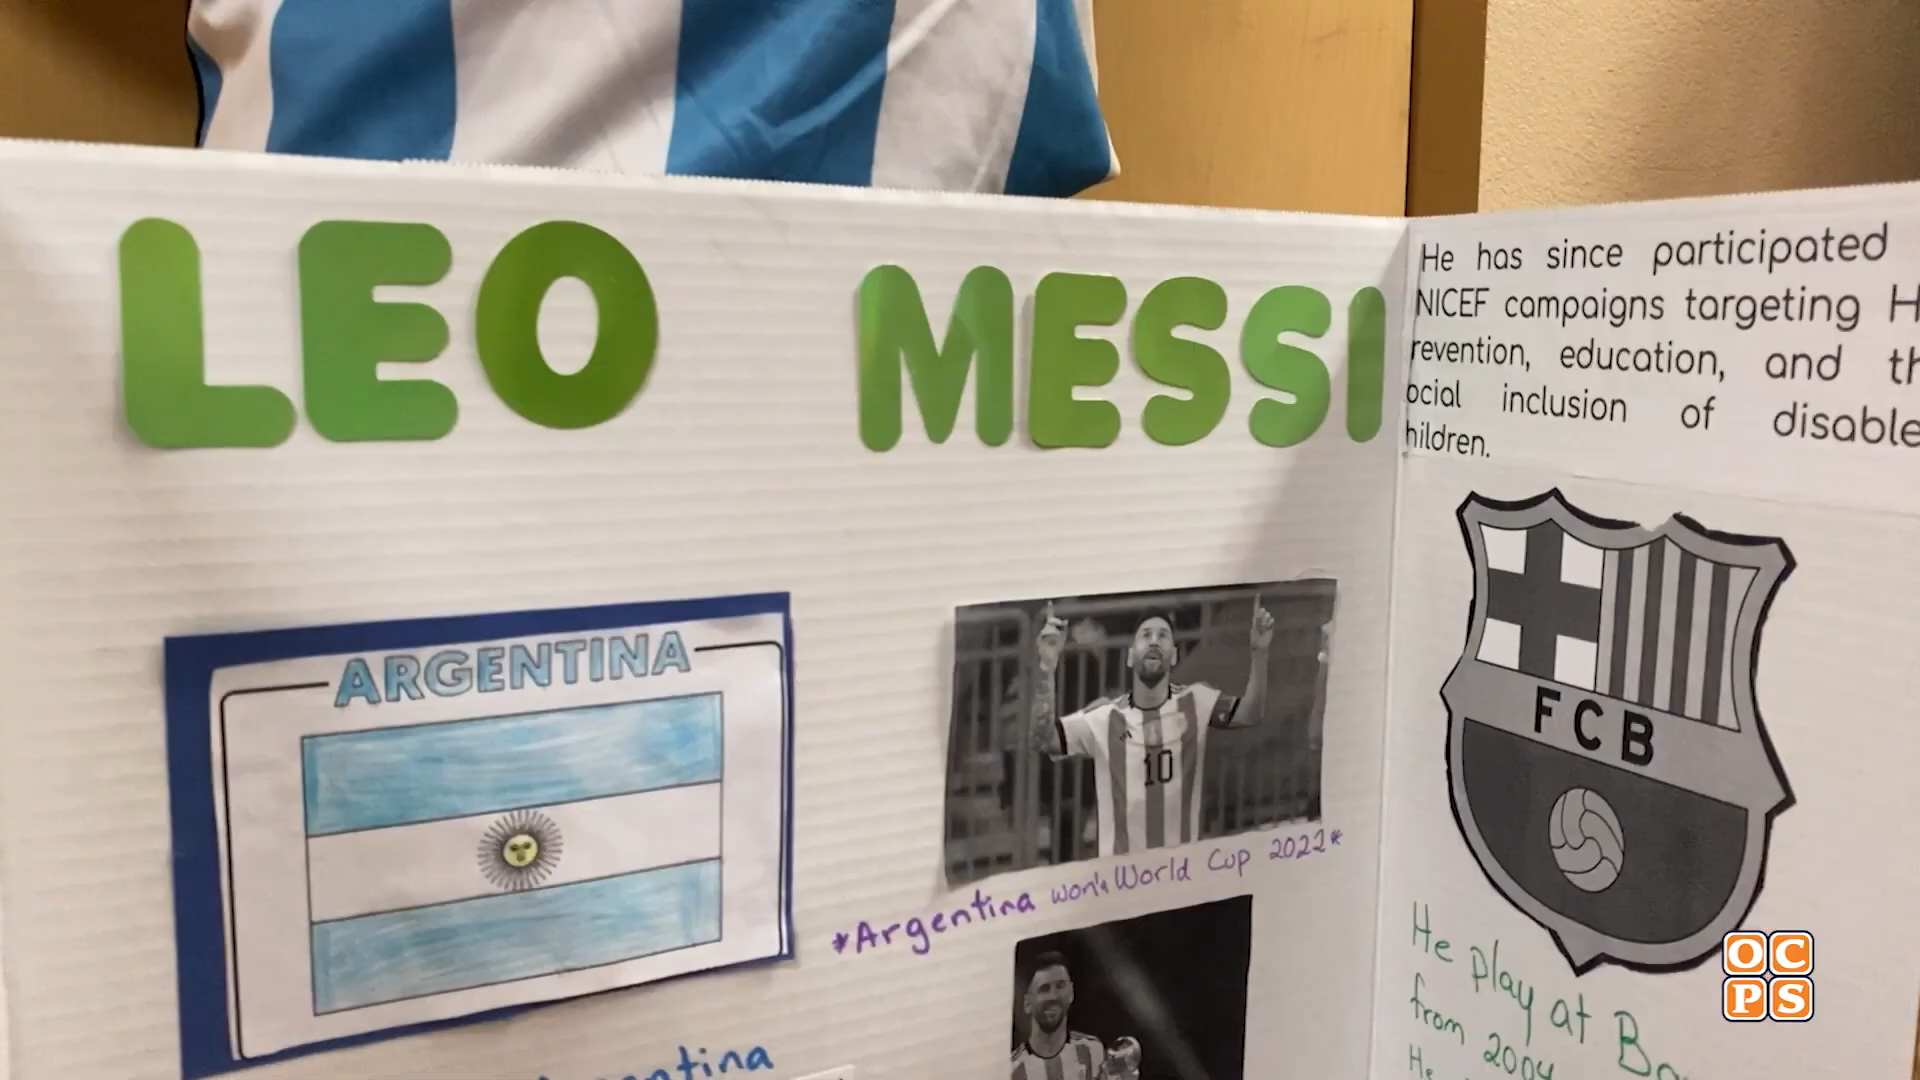 LEO MESSI
ARGENTINA
10
*Argentina won World Cup 2022*
He has since participated
NICEF campaigns targeting H
revention, education, and th
ocial inclusion of disable
hildren.
FCB
He play at Ba
from 2004
He
OC
PS